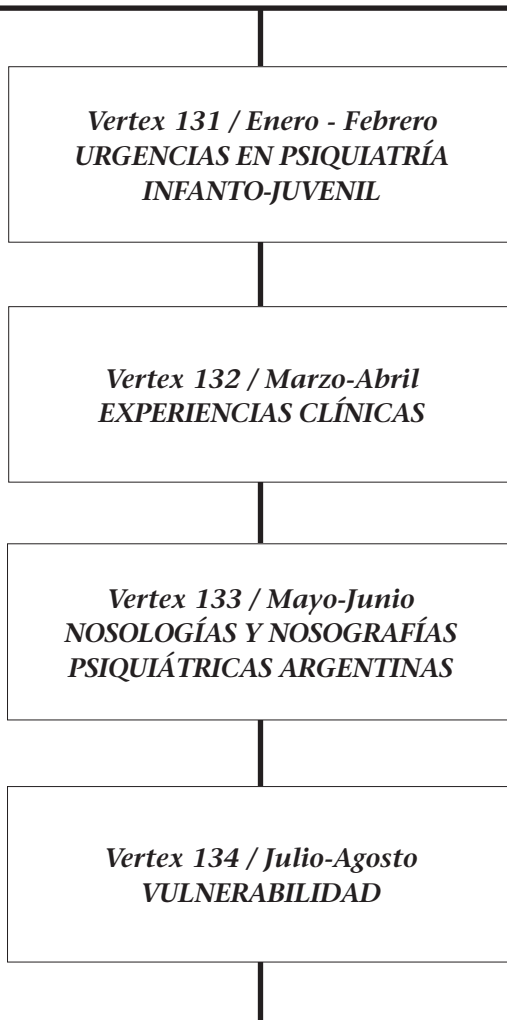 Vertex 131 / Enero - Febrero
URGENCIAS EN PSIQUIATRÍA
INFANTO-JUVENIL
Vertex 132 / Marzo-Abril
EXPERIENCIAS CLÍNICAS
Vertex 133 / Mayo-Junio
NOSOLOGÍAS Y NOSOGRAFÍAS
PSIQUIÁTRICAS ARGENTINAS
Vertex 134 / Julio-Agosto
VULNERABILIDAD